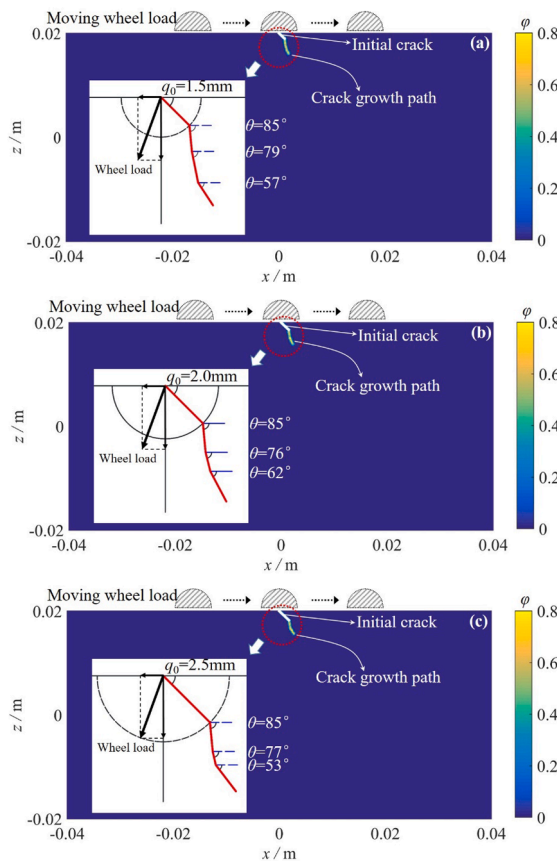 Moving wheel load
0.02
(a)
φ
0.8
Initial crack
q₀=1.5mm
Crack growth path
0.6
z / m
0
θ=85°
0.4
Wheel load
θ=79°
θ=57°
0.2
-0.02
0
-0.04
-0.02
0
0.02
0.04
x / m
Moving wheel load
0.02
(b)
φ
0.8
Initial crack
q₀=2.0mm
Crack growth path
0.6
z / m
0
θ=85°
0.4
Wheel load
θ=76°
θ=62°
0.2
-0.02
0
-0.04
-0.02
0
0.02
0.04
x / m
Moving wheel load
0.02
(c)
φ
0.8
Initial crack
q₀=2.5mm
Crack growth path
0.6
z / m
0
θ=85°
0.4
Wheel load
θ=77°
θ=53°
0.2
-0.02
0
-0.04
-0.02
0
0.02
0.04
x / m